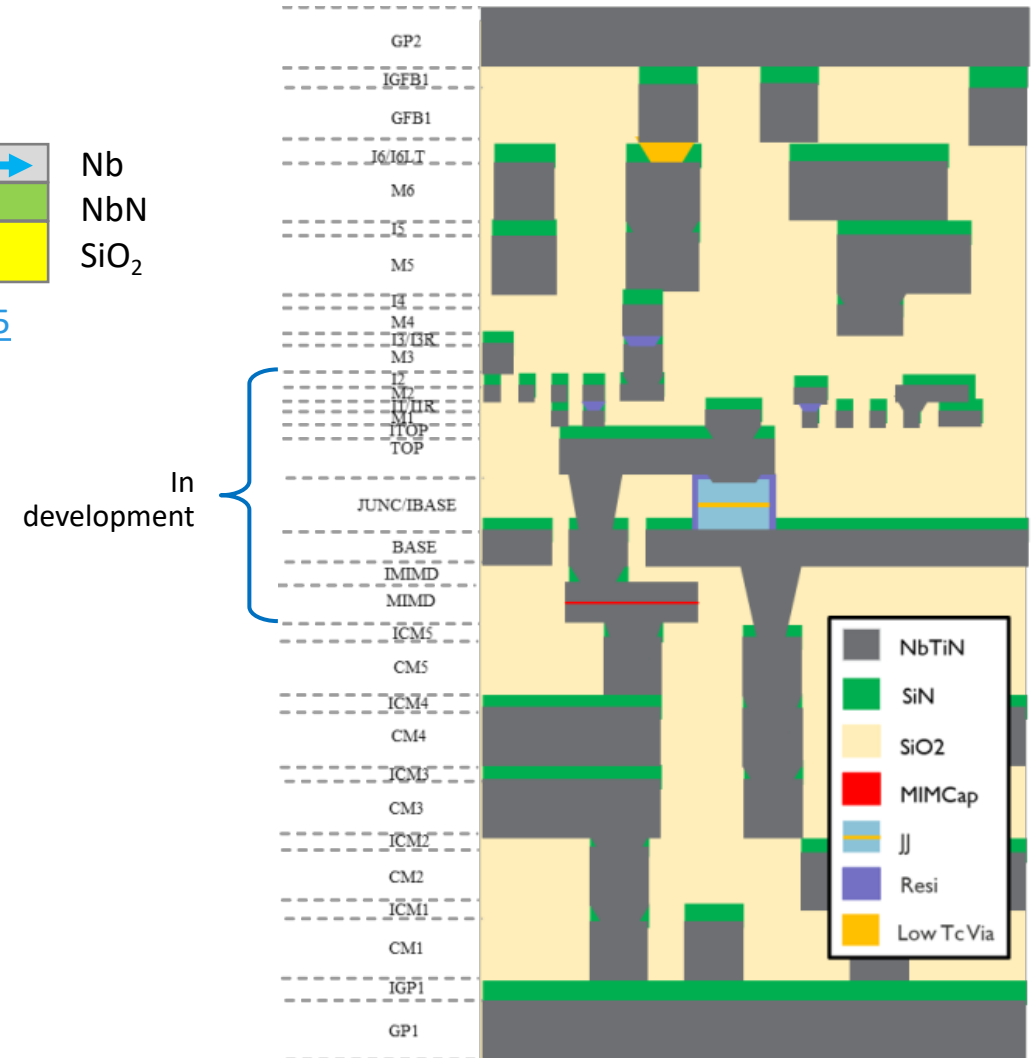 Nb
NbN
SiO₂
5
In
development
GP2
IGFB1
GFB1
I6/I6LT
M6
I5
M5
I4
M4
I3/I3R
M3
I2
M2
I1/I1R
M1
ITOP
TOP
JUNC/IBASE
BASE
IMIMD
MIMD
ICM5
CM5
ICM4
CM4
ICM3
CM3
ICM2
CM2
ICM1
CM1
IGP1
GP1
NbTiN
SiN
SiO2
MIMCap
JJ
Resi
Low Tc Via